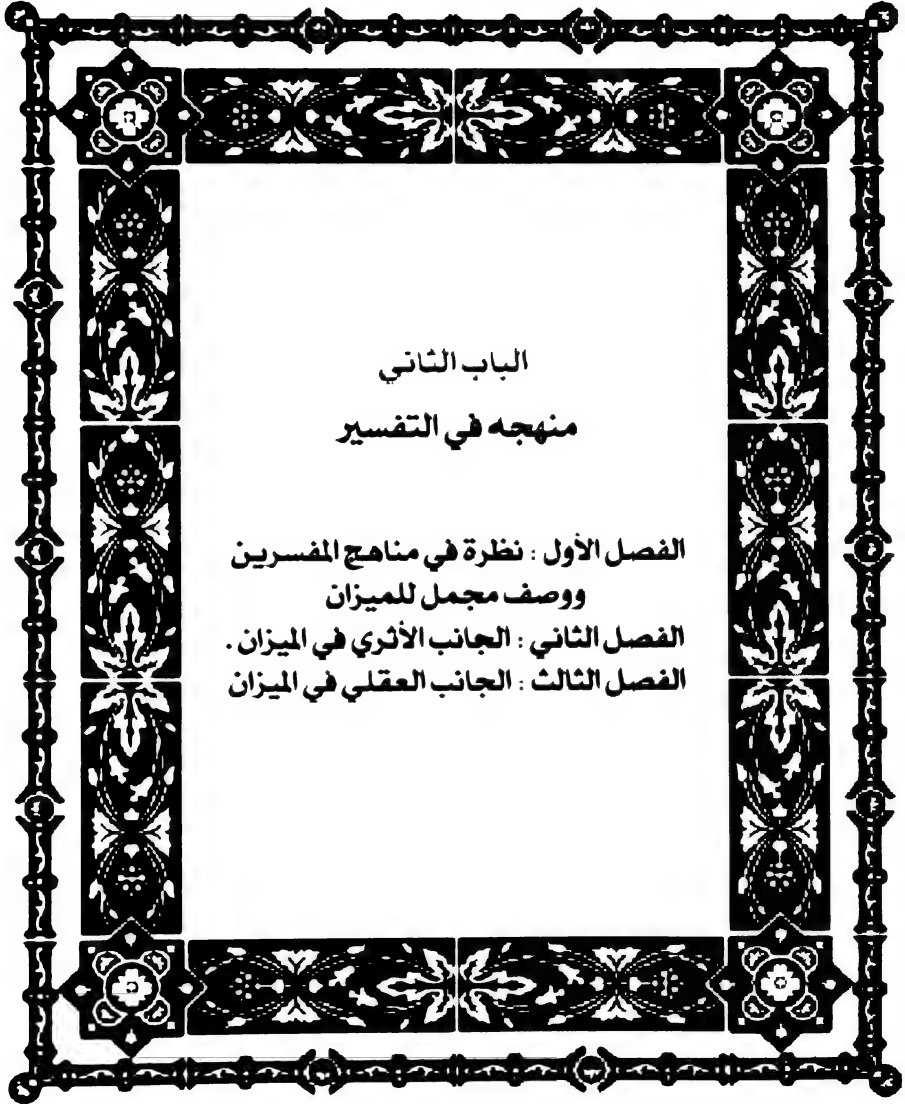 الباب الثاني
منهجه في التفسير
الفصل الأول : نظرة في مناهج المفسرين
ووصف مجمل للميزان
الفصل الثاني : الجانب الأثري في الميزان.
الفصل الثالث : الجانب العقلي في الميزان